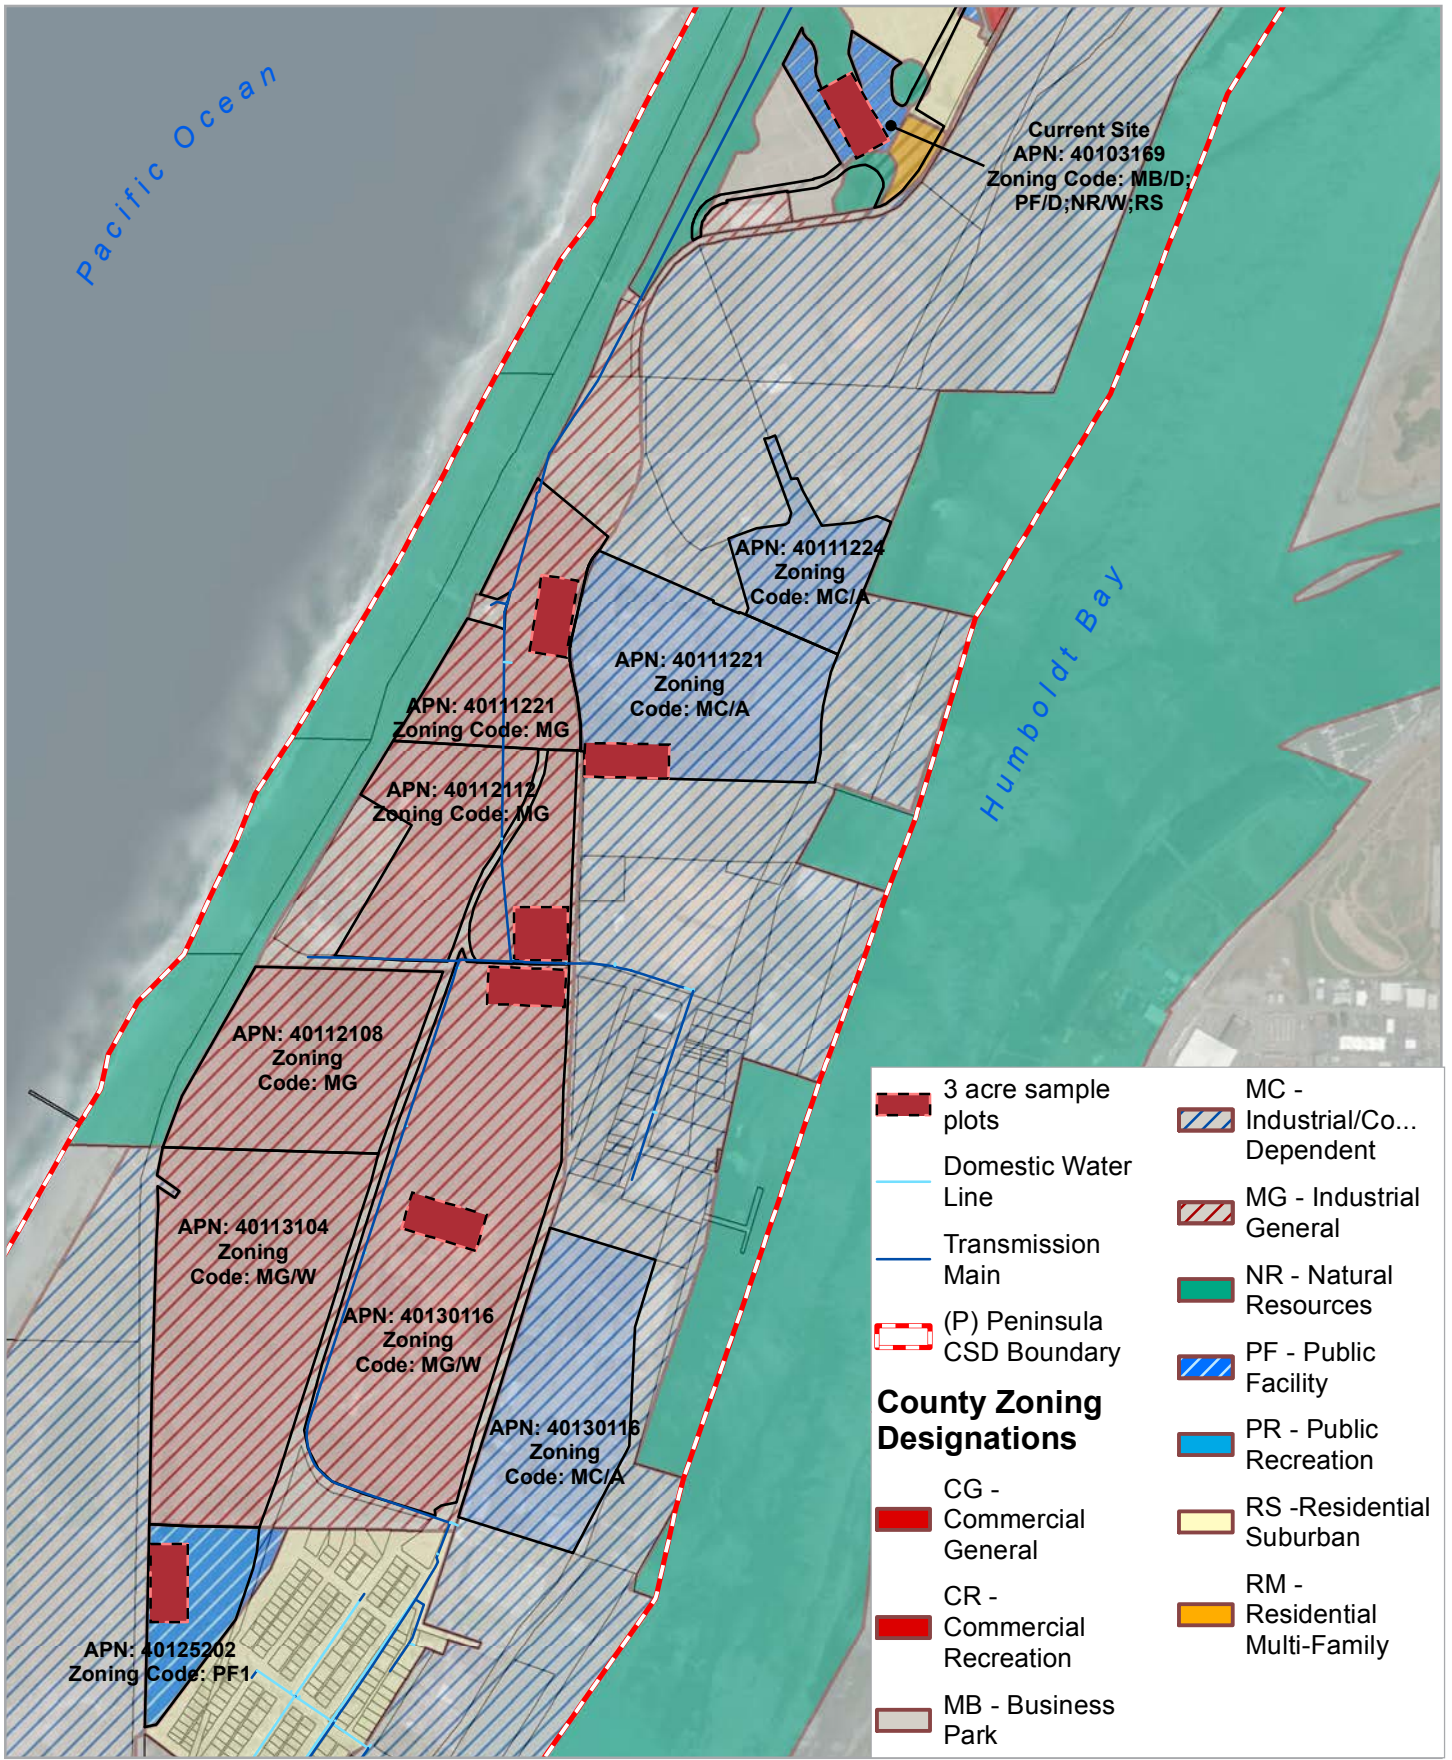 Pacific Ocean
Current Site
APN: 40103169
Zoning Code: MB/D;
PF/D;NR/W;RS
APN: 40111224
Zoning
Code: MC/A
Humboldt Bay
APN: 40111221
Zoning
Code: MC/A
APN: 40111221
Zoning Code: MG
APN: 40112112
Zoning Code: MG
APN: 40112108
Zoning
Code: MG
APN: 40113104
Zoning
Code: MG/W
APN: 40130116
Zoning
Code: MG/W
APN: 40130116
Zoning
Code: MC/A
APN: 40125202
Zoning Code: PF1
3 acre sample
plots
Domestic Water
Line
Transmission
Main
(P) Peninsula
CSD Boundary
County Zoning
Designations
CG -
Commercial
General
CR -
Commercial
Recreation
MB - Business
Park
MC -
Industrial/Co...
Dependent
MG - Industrial
General
NR - Natural
Resources
PF - Public
Facility
PR - Public
Recreation
RS -Residential
Suburban
RM -
Residential
Multi-Family